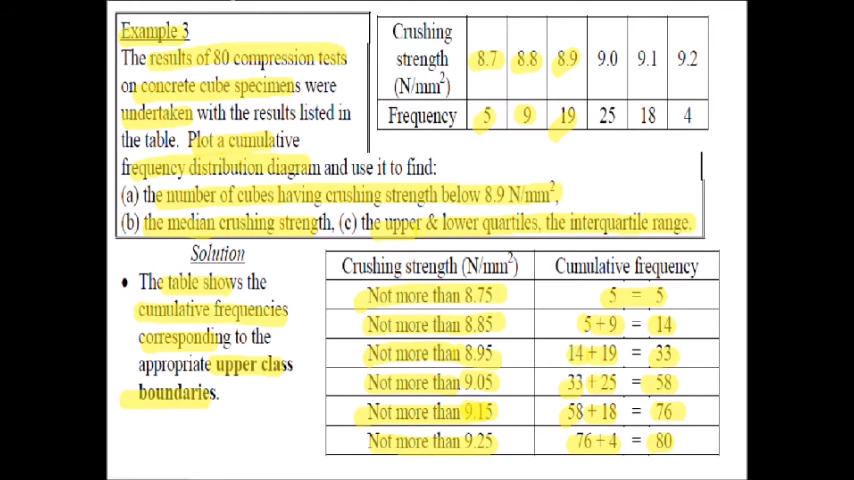 Example 3
The results of 80 compression tests
on concrete cube specimens were
undertaken with the results listed in
the table. Plot a cumulative
frequency distribution diagram and use it to find:
(a) the number of cubes having crushing strength below 8.9 N/mm²,
(b) the median crushing strength, (c) the upper & lower quartiles, the interquartile range.
Crushing
strength
(N/mm²)
8.7 8.8 8.9 9.0 9.1 9.2
Frequency 5 9 19 25 18 4
Solution
• The table shows the
cumulative frequencies
corresponding to the
appropriate upper class
boundaries.
Crushing strength (N/mm²) Cumulative frequency
Not more than 8.75 5 = 5
Not more than 8.85 5 + 9 = 14
Not more than 8.95 14 + 19 = 33
Not more than 9.05 33 + 25 = 58
Not more than 9.15 58 + 18 = 76
Not more than 9.25 76 + 4 = 80